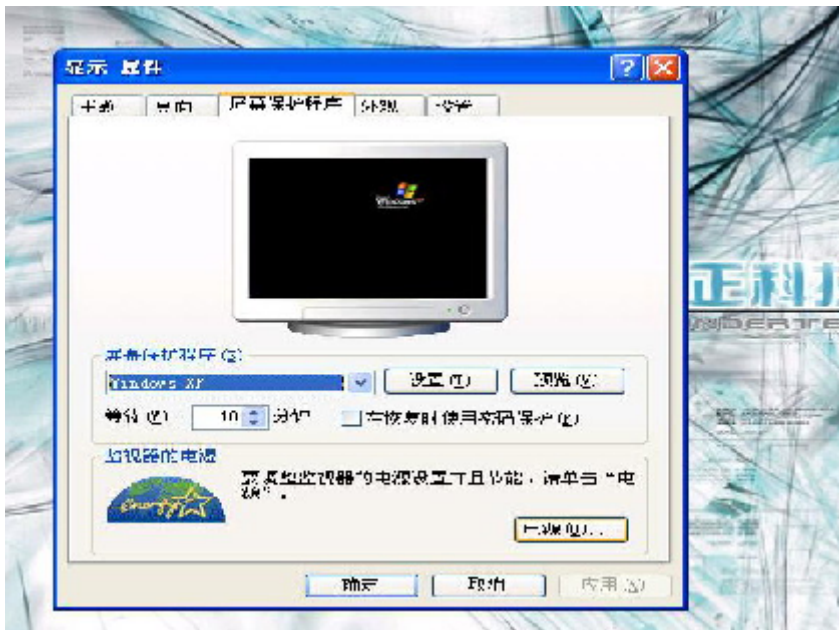 显示 属性
主题 桌面 屏幕保护程序 外观 设置
Windows
屏幕保护程序(S)
Windows XP 设置(T) 预览(V)
等待(W) 10 分钟 在恢复时使用密码保护(P)
监视器的电源
要调整监视器的电源设置并且节能，请单击“电
源”。
energy
电源(O)...
确定 取消 应用(A)
正科技